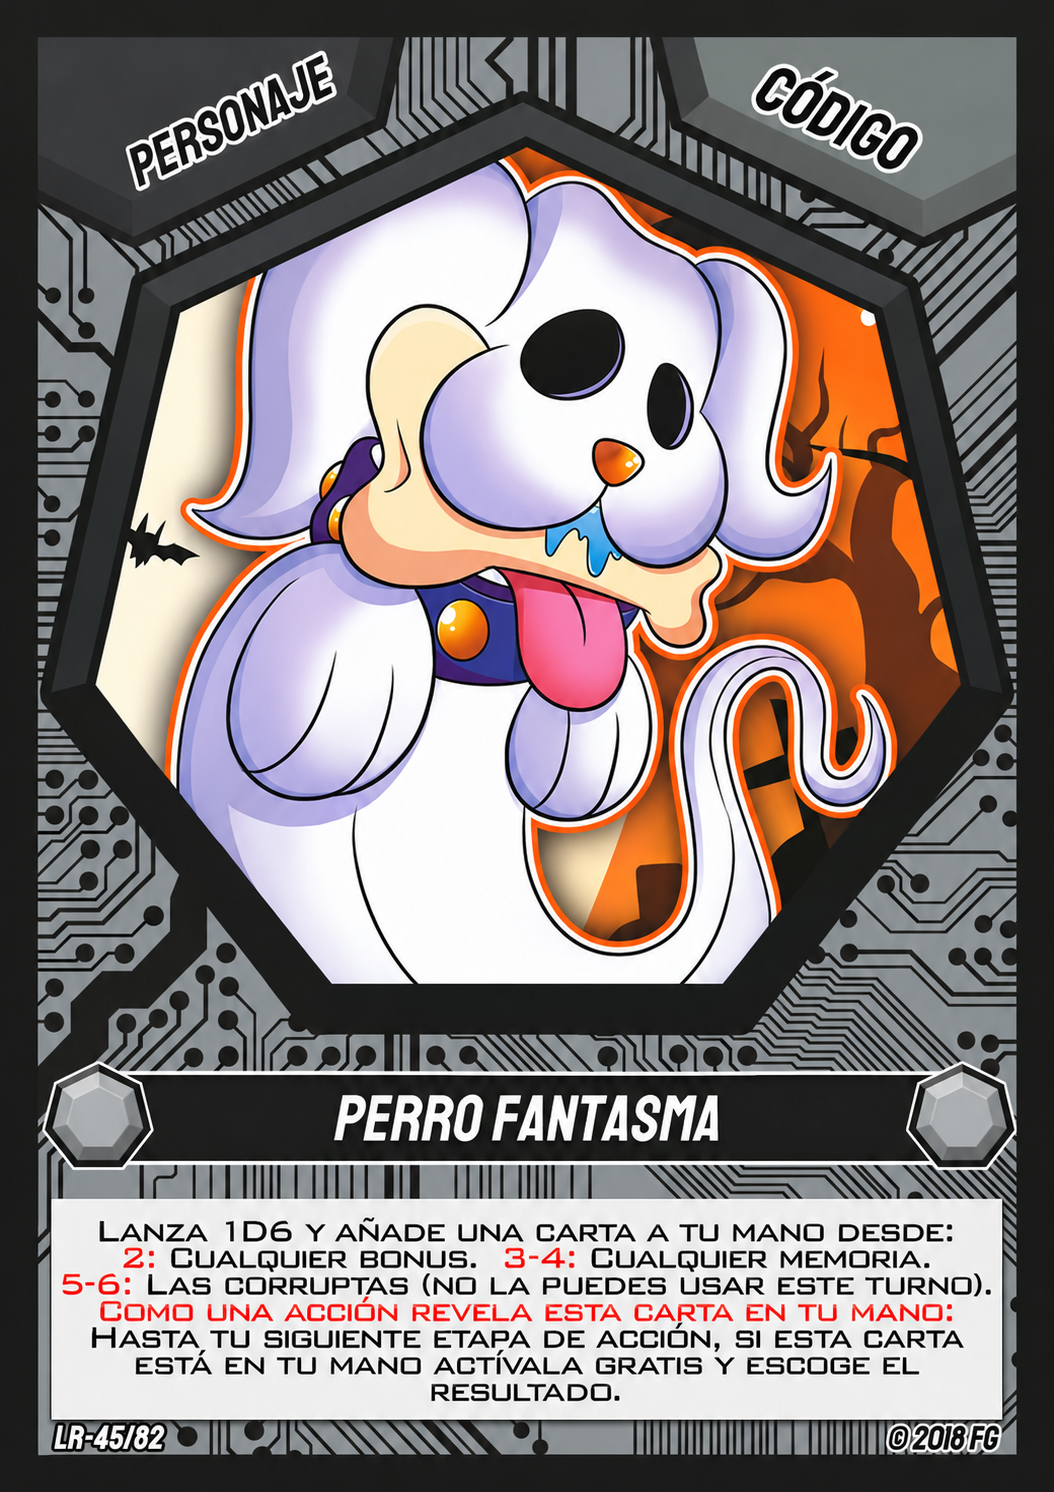 PERSONAJE
CÓDIGO
PERRO FANTASMA
LANZA 1D6 Y AÑADE UNA CARTA A TU MANO DESDE:
2: CUALQUIER BONUS. 3-4: CUALQUIER MEMORIA.
5-6: LAS CORRUPTAS (NO LA PUEDES USAR ESTE TURNO).
COMO UNA ACCIÓN REVELA ESTA CARTA EN TU MANO:
HASTA TU SIGUIENTE ETAPA DE ACCIÓN, SI ESTA CARTA
ESTÁ EN TU MANO ACTÍVALA GRATIS Y ESCOGE EL
RESULTADO.
LR-45/82
© 2018 FG